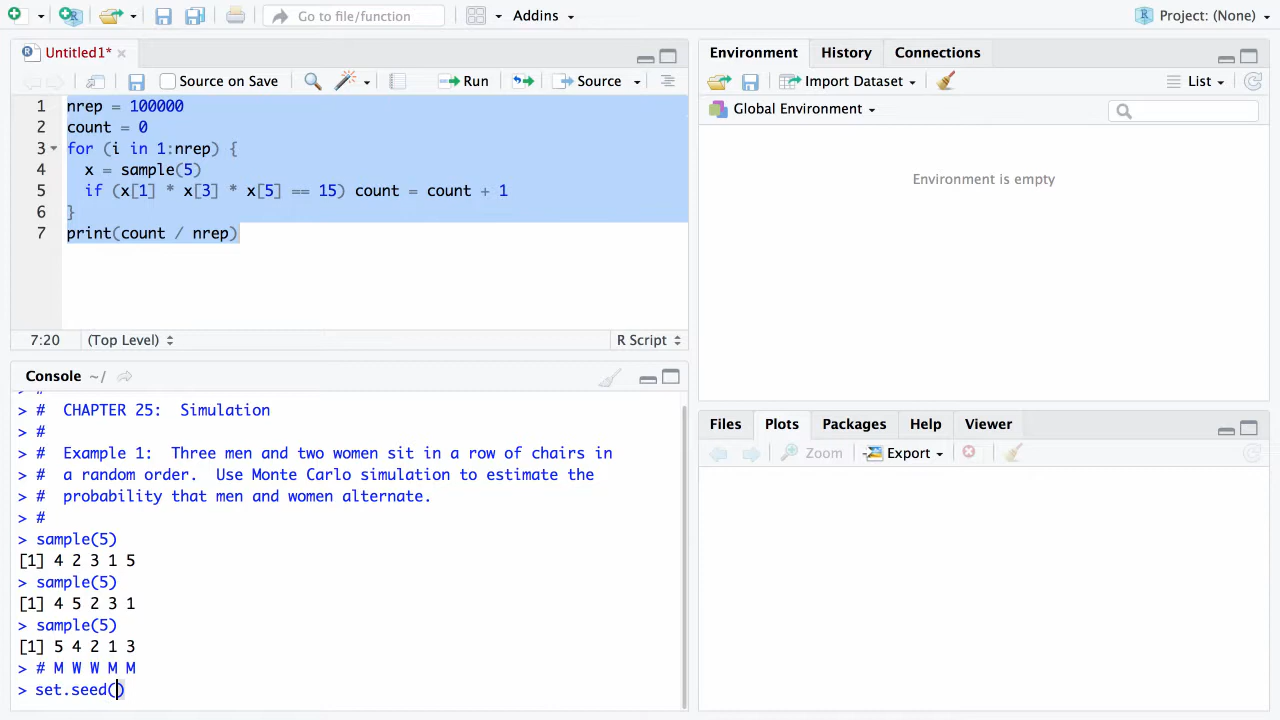 Go to file/function
Addins
Project: (None)
Untitled1*
Source on Save
Run
Source
1 nrep = 100000
2 count = 0
3 for (i in 1:nrep) {
4 x = sample(5)
5 if (x[1] * x[3] * x[5] == 15) count = count + 1
6 }
7 print(count / nrep)
7:20 (Top Level) R Script
Console ~/
> #
> # CHAPTER 25: Simulation
> #
> # Example 1: Three men and two women sit in a row of chairs in
> # a random order. Use Monte Carlo simulation to estimate the
> # probability that men and women alternate.
> #
> sample(5)
[1] 4 2 3 1 5
> sample(5)
[1] 4 5 2 3 1
> sample(5)
[1] 5 4 2 1 3
> # M W W M M
> set.seed()
Environment History Connections
Import Dataset List
Global Environment
Environment is empty
Files Plots Packages Help Viewer
Zoom Export